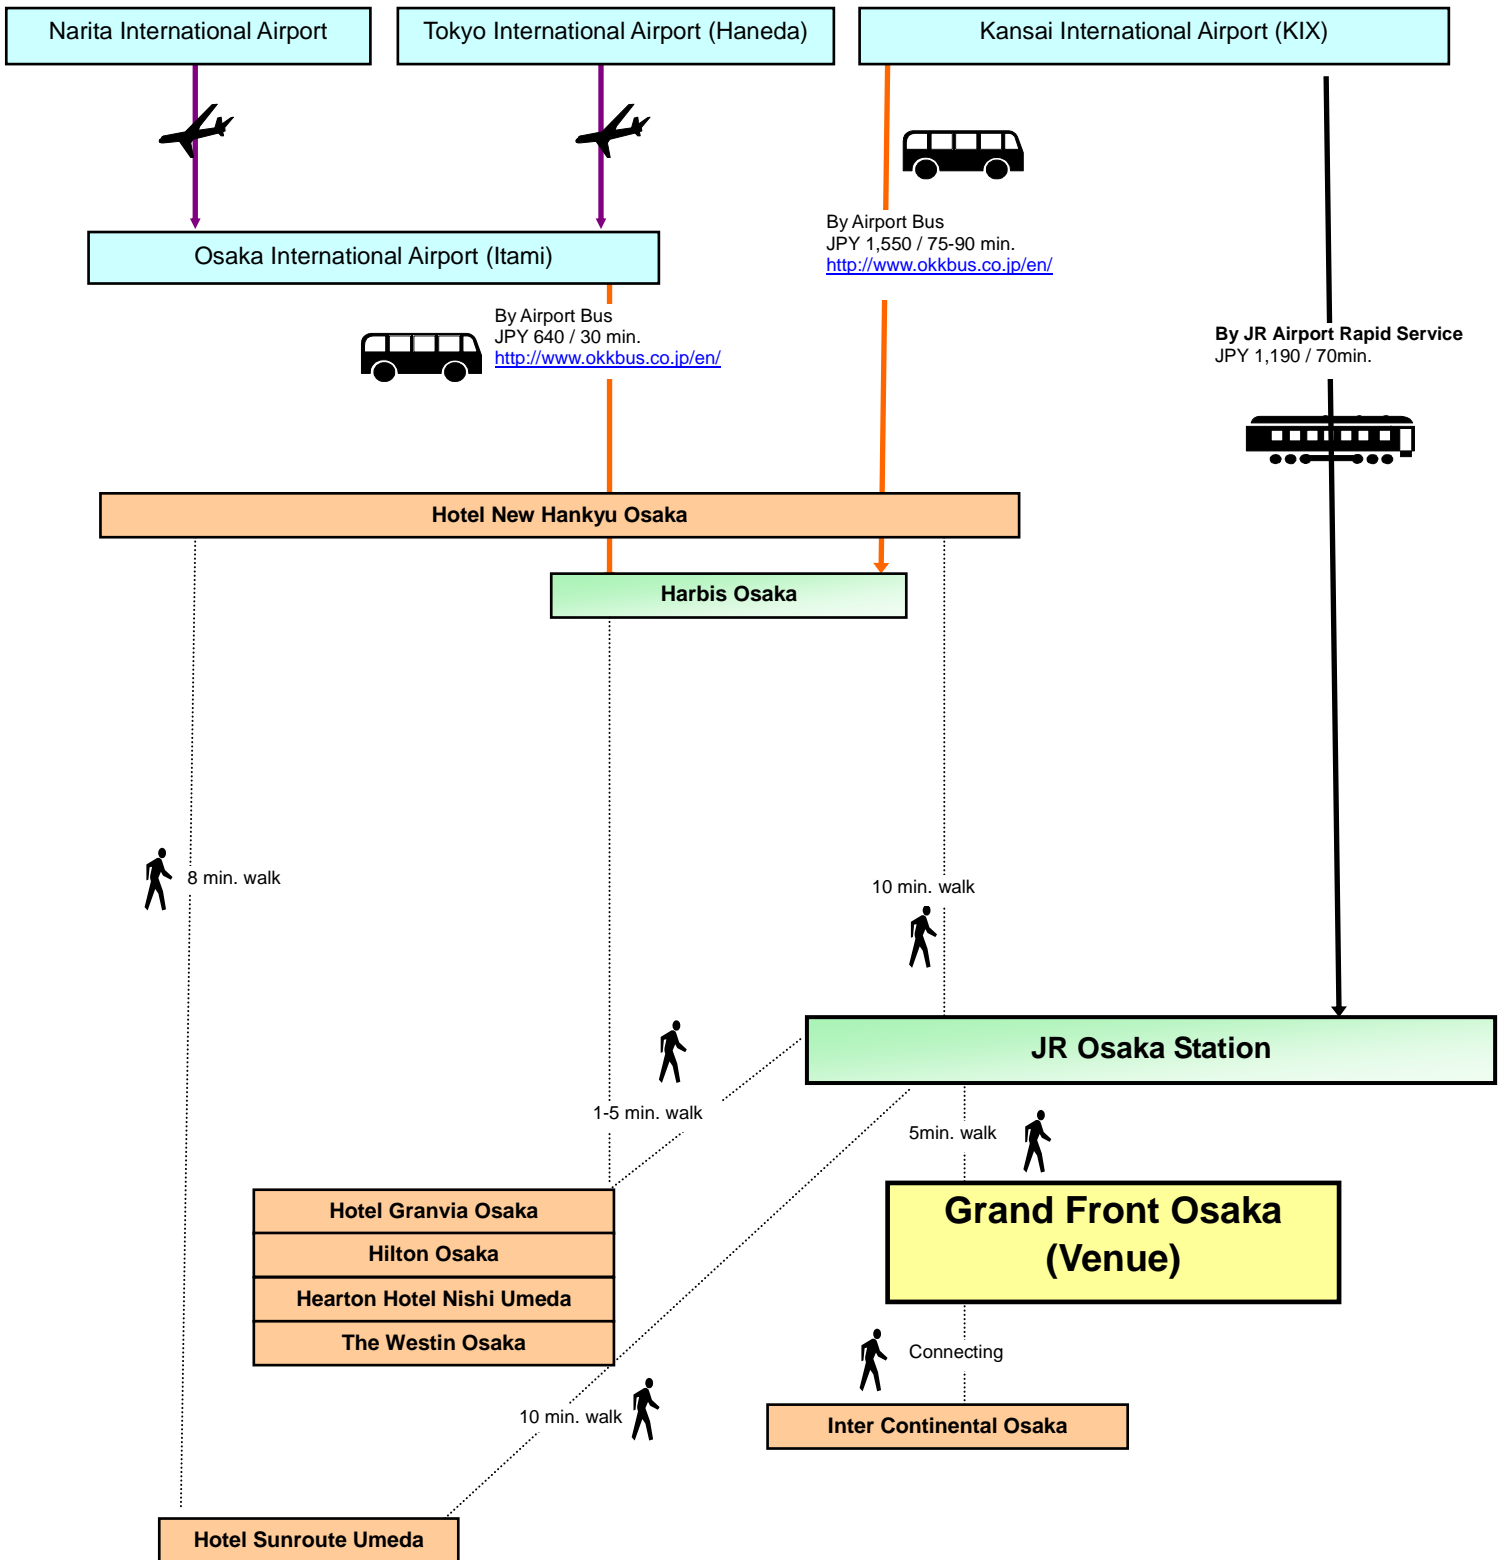 Narita International Airport
Tokyo International Airport (Haneda)
Kansai International Airport (KIX)
By Airport Bus
JPY 1,550 / 75-90 min.
http://www.okkbus.co.jp/en/
Osaka International Airport (Itami)
By Airport Bus
JPY 640 / 30 min.
http://www.okkbus.co.jp/en/
By JR Airport Rapid Service
JPY 1,190 / 70min.
Hotel New Hankyu Osaka
Harbis Osaka
8 min. walk
10 min. walk
JR Osaka Station
1-5 min. walk
5min. walk
Hotel Granvia Osaka
Hilton Osaka
Hearton Hotel Nishi Umeda
The Westin Osaka
Grand Front Osaka
(Venue)
Connecting
10 min. walk
Inter Continental Osaka
Hotel Sunroute Umeda